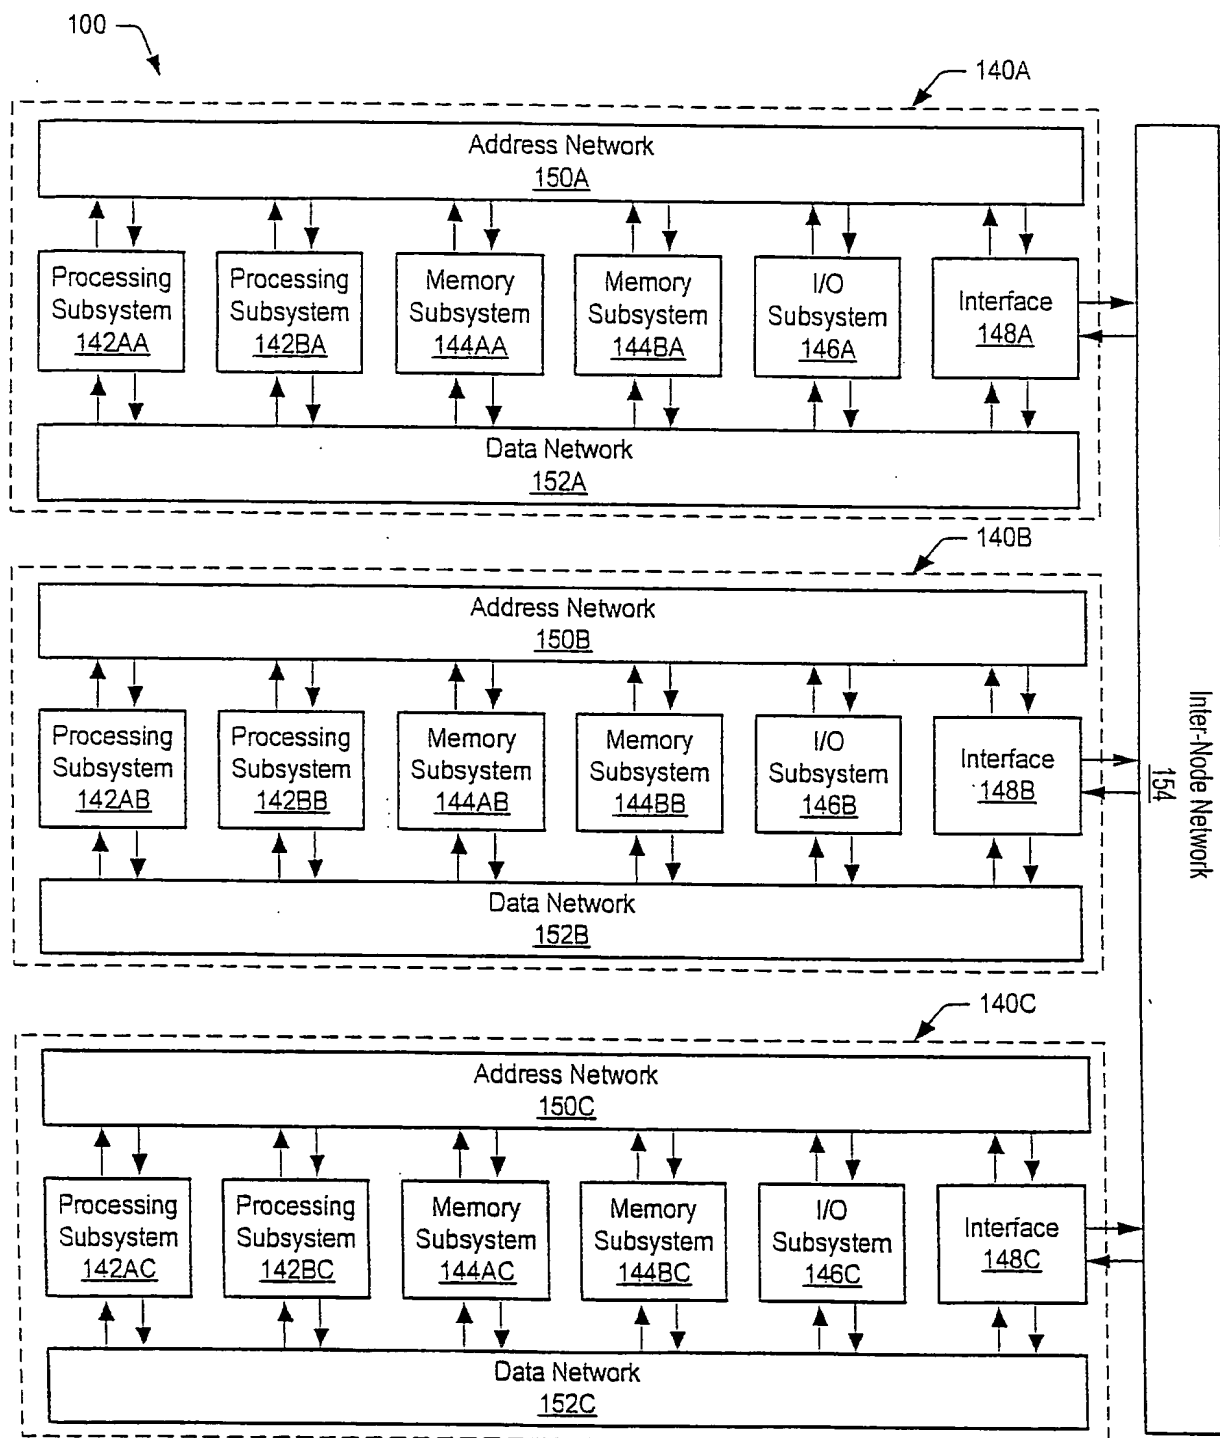 100
140A
Address Network
150A
Processing
Subsystem
142AA
Processing
Subsystem
142BA
Memory
Subsystem
144AA
Memory
Subsystem
144BA
I/O
Subsystem
146A
Interface
148A
Data Network
152A
140B
Address Network
150B
Processing
Subsystem
142AB
Processing
Subsystem
142BB
Memory
Subsystem
144AB
Memory
Subsystem
144BB
I/O
Subsystem
146B
Interface
148B
Data Network
152B
140C
Address Network
150C
Processing
Subsystem
142AC
Processing
Subsystem
142BC
Memory
Subsystem
144AC
Memory
Subsystem
144BC
I/O
Subsystem
146C
Interface
148C
Data Network
152C
Inter-Node Network
154